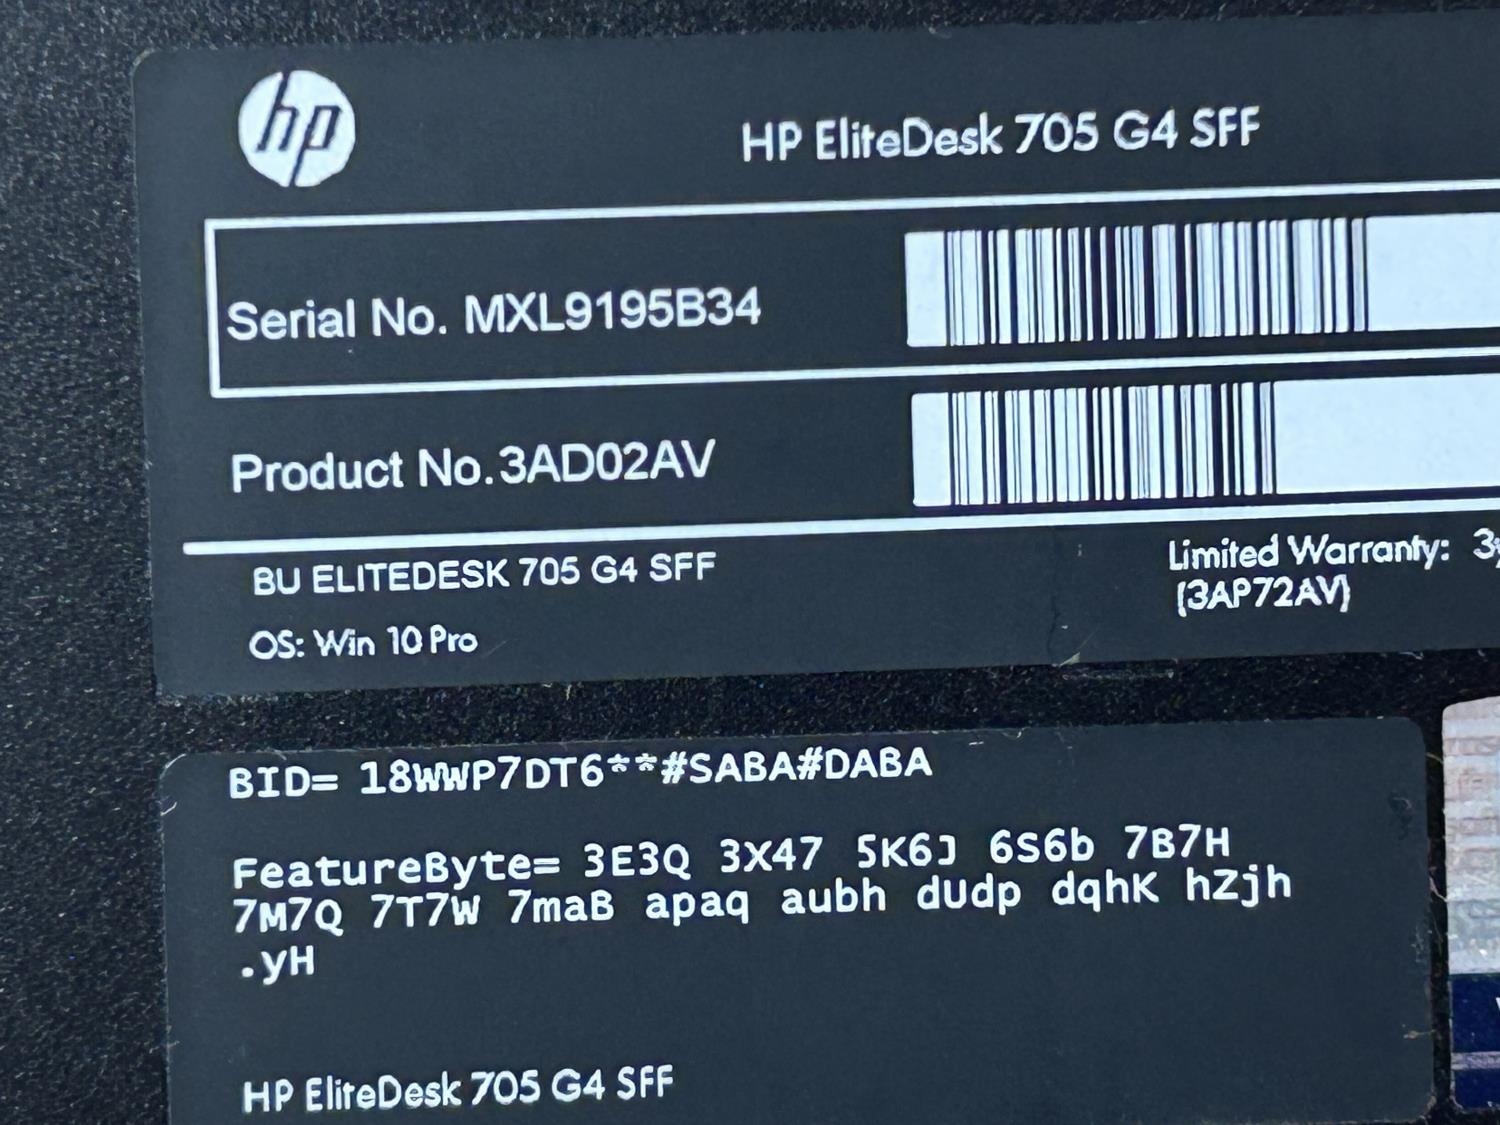 hp
HP EliteDesk 705 G4 SFF
Serial No. MXL9195B34
Product No.3AD02AV
BU ELITEDESK 705 G4 SFF
OS: Win 10 Pro
Limited Warranty:
(3AP72AV)
BID= 18WWP7DT6**#SABA#DABA
FeatureByte= 3E3Q 3X47 5K6J 6S6b 7B7H
7M7Q 7T7W 7maB apaq aubh dUdp dqhK hZjh
.yH
HP EliteDesk 705 G4 SFF